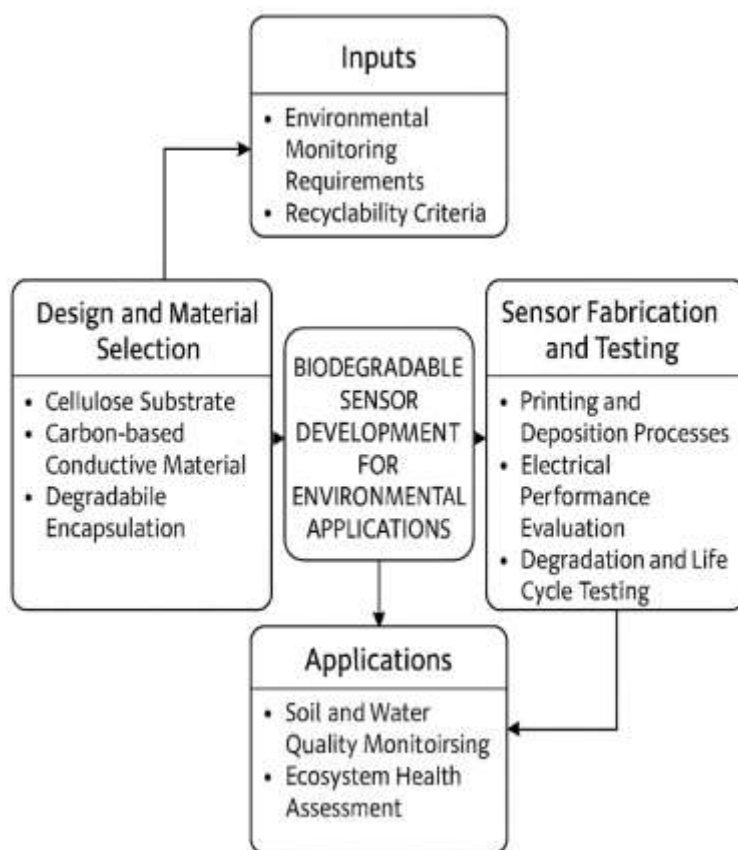 Inputs
• Environmental
Monitoring
Requirements
• Recyclability Criteria
Design and Material
Selection
• Cellulose Substrate
• Carbon-based
Conductive Material
• Degradabile
Encapsulation
BIODEGRADABLE
SENSOR
DEVELOPMENT
FOR
ENVIRONMENTAL
APPLICATIONS
Sensor Fabrication
and Testing
• Printing and
Deposition Processes
• Electrical
Performance
Evaluation
• Degradation and Life
Cycle Testing
Applications
• Soil and Water
Quality Monitoirsing
• Ecosystem Health
Assessment